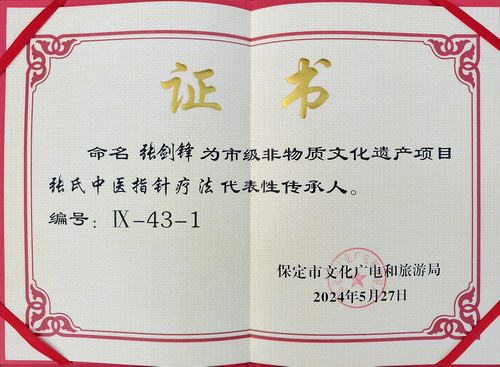 证书
命名 张剑锋 为市级非物质文化遗产项目
张氏中医指针疗法代表性传承人。
编号：Ⅸ-43-1
保定市文化广电和旅游局
2024年5月27日